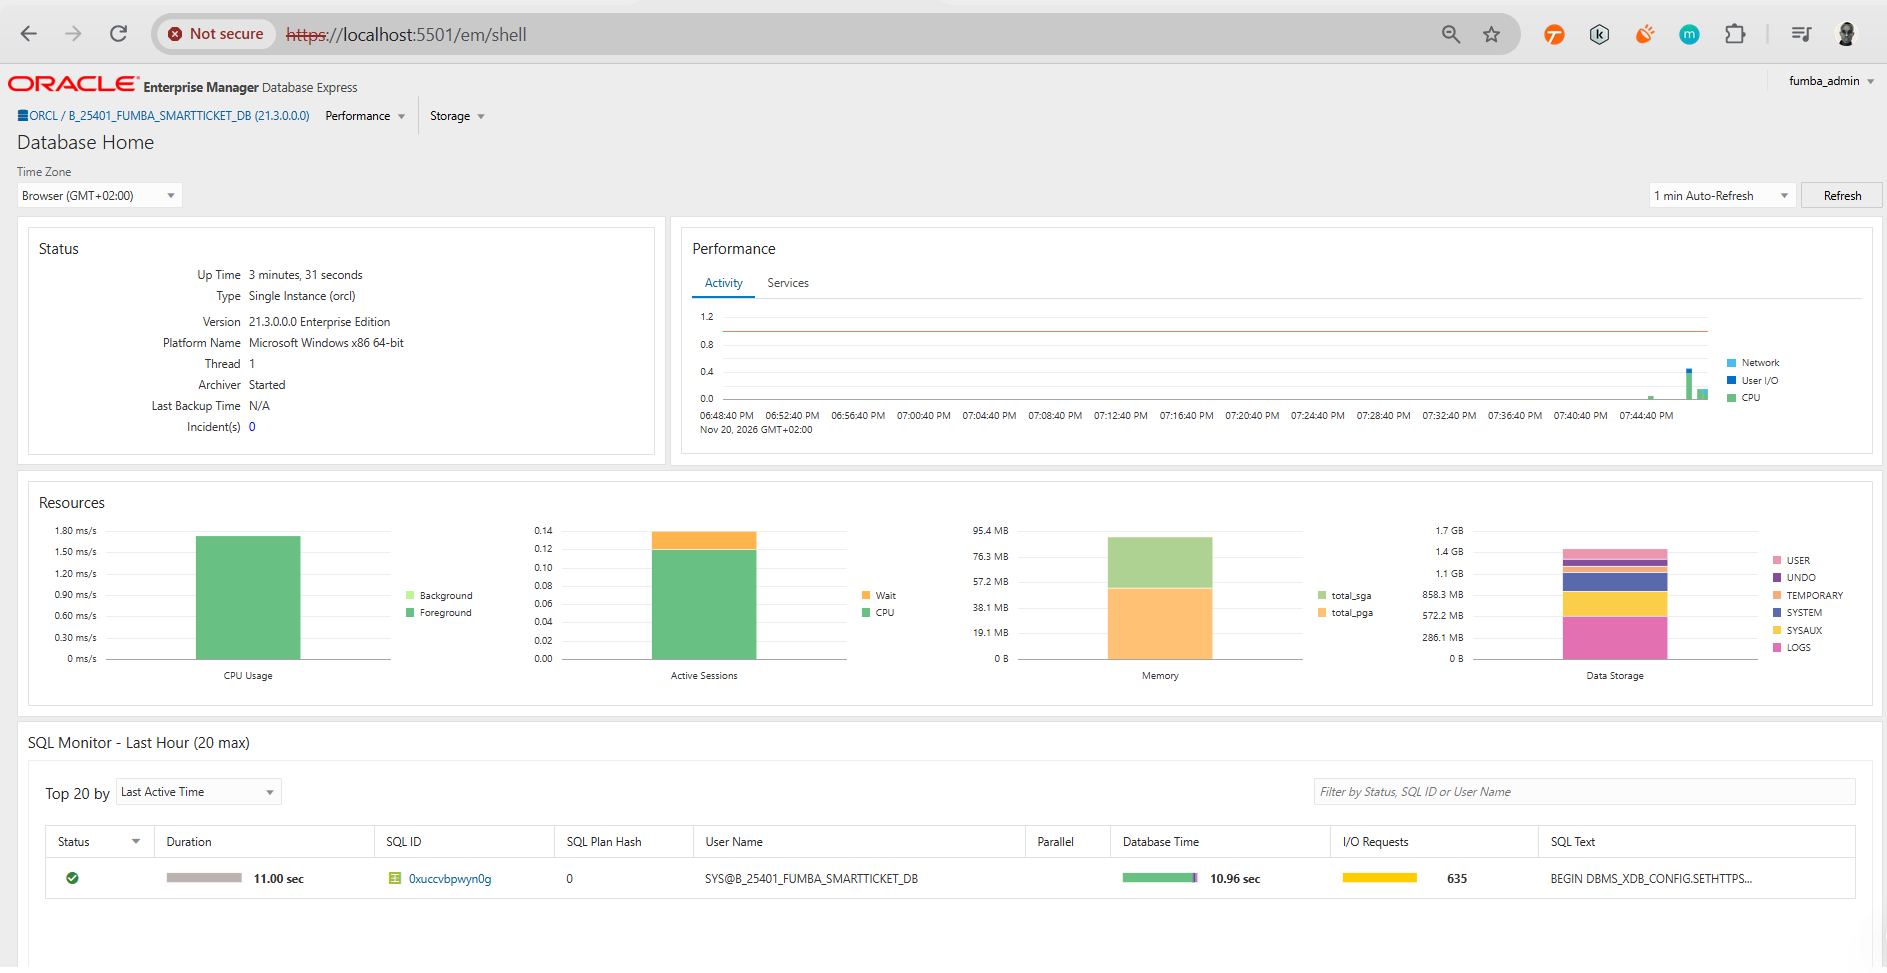 Not secure https://localhost:5501/em/shell
ORACLE Enterprise Manager Database Express
fumba_admin
ORCL / B_25401_FUMBA_SMARTTICKET_DB (21.3.0.0.0) Performance Storage
Database Home
Time Zone
Browser (GMT+02:00)
1 min Auto-Refresh Refresh
Status
Up Time 3 minutes, 31 seconds
Type Single Instance (orcl)
Version 21.3.0.0.0 Enterprise Edition
Platform Name Microsoft Windows x86 64-bit
Thread 1
Archiver Started
Last Backup Time N/A
Incident(s) 0
Performance
Activity Services
1.2
0.8
0.4
0.0
06:48:40 PM 06:52:40 PM 06:56:40 PM 07:00:40 PM 07:04:40 PM 07:08:40 PM 07:12:40 PM 07:16:40 PM 07:20:40 PM 07:24:40 PM 07:28:40 PM 07:32:40 PM 07:36:40 PM 07:40:40 PM 07:44:40 PM
Nov 20, 2026 GMT+02:00
Network
User I/O
CPU
Resources
1.80 ms/s
1.50 ms/s
1.20 ms/s
0.90 ms/s
0.60 ms/s
0.30 ms/s
0 ms/s
CPU Usage
Background
Foreground
0.14
0.12
0.10
0.08
0.06
0.04
0.02
0.00
Active Sessions
Wait
CPU
95.4 MB
76.3 MB
57.2 MB
38.1 MB
19.1 MB
0 B
Memory
total_sga
total_pga
1.7 GB
1.4 GB
1.1 GB
858.3 MB
572.2 MB
286.1 MB
0 B
Data Storage
USER
UNDO
TEMPORARY
SYSTEM
SYSAUX
LOGS
SQL Monitor - Last Hour (20 max)
Top 20 by Last Active Time
Filter by Status, SQL ID or User Name
Status Duration SQL ID SQL Plan Hash User Name Parallel Database Time I/O Requests SQL Text
11.00 sec 0xuccvbpwyn0g 0 SYS@B_25401_FUMBA_SMARTTICKET_DB 10.96 sec 635 BEGIN DBMS_XDB_CONFIG.SETHTTPS...